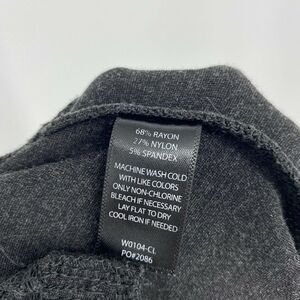 68% RAYON
27% NYLON
5% SPANDEX
MACHINE WASH COLD
WITH LIKE COLORS
ONLY NON-CHLORINE
BLEACH IF NECESSARY
LAY FLAT TO DRY
COOL IRON IF NEEDED
W0104-CL
PO#2086